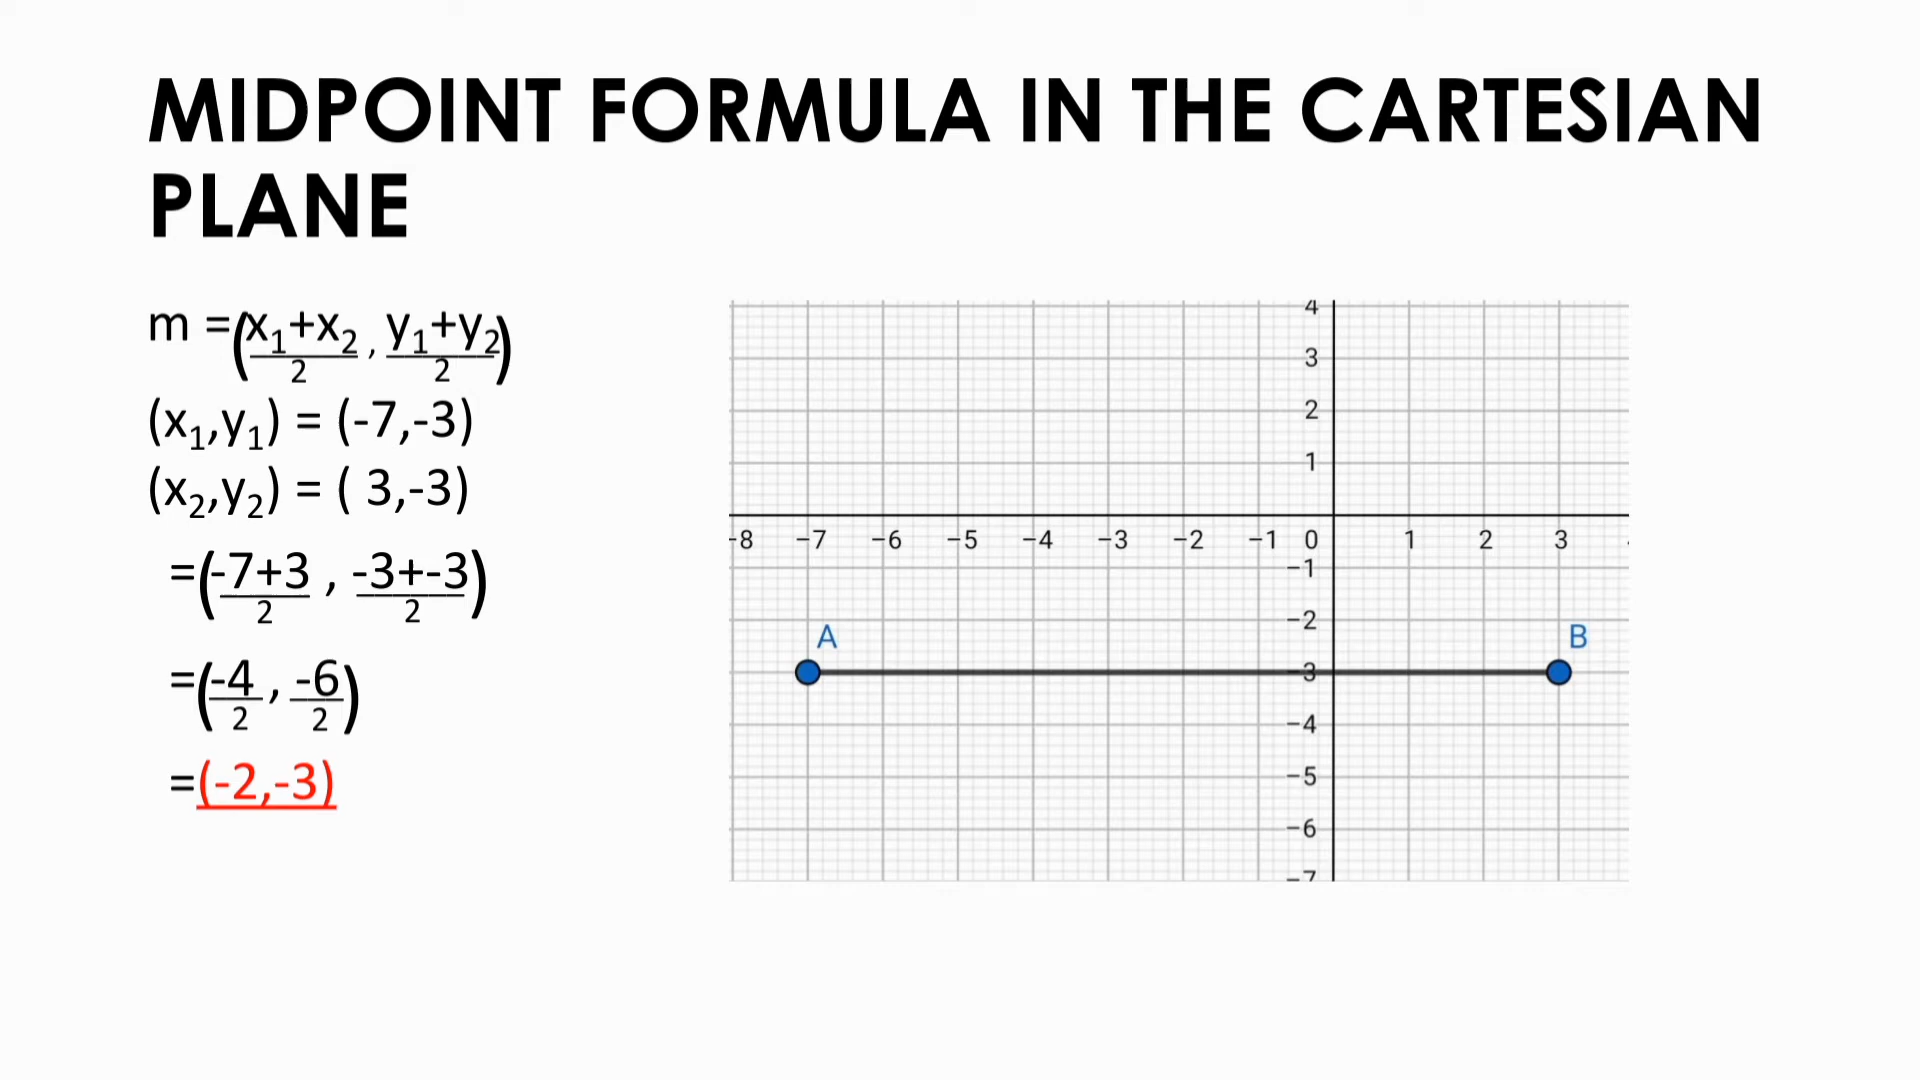 MIDPOINT FORMULA IN THE CARTESIAN
PLANE
m =(x₁+x₂/2 , y₁+y₂/2)
(x₁,y₁) = (-7,-3)
(x₂,y₂) = ( 3,-3)
=(-7+3/2 , -3+-3/2)
=(-4/2 , -6/2)
=(-2,-3)
4
3
2
1
-8 −7 −6 −5 −4 −3 −2 −1 0 1 2 3
−1
−2
A B
−3
−4
−5
−6
−7